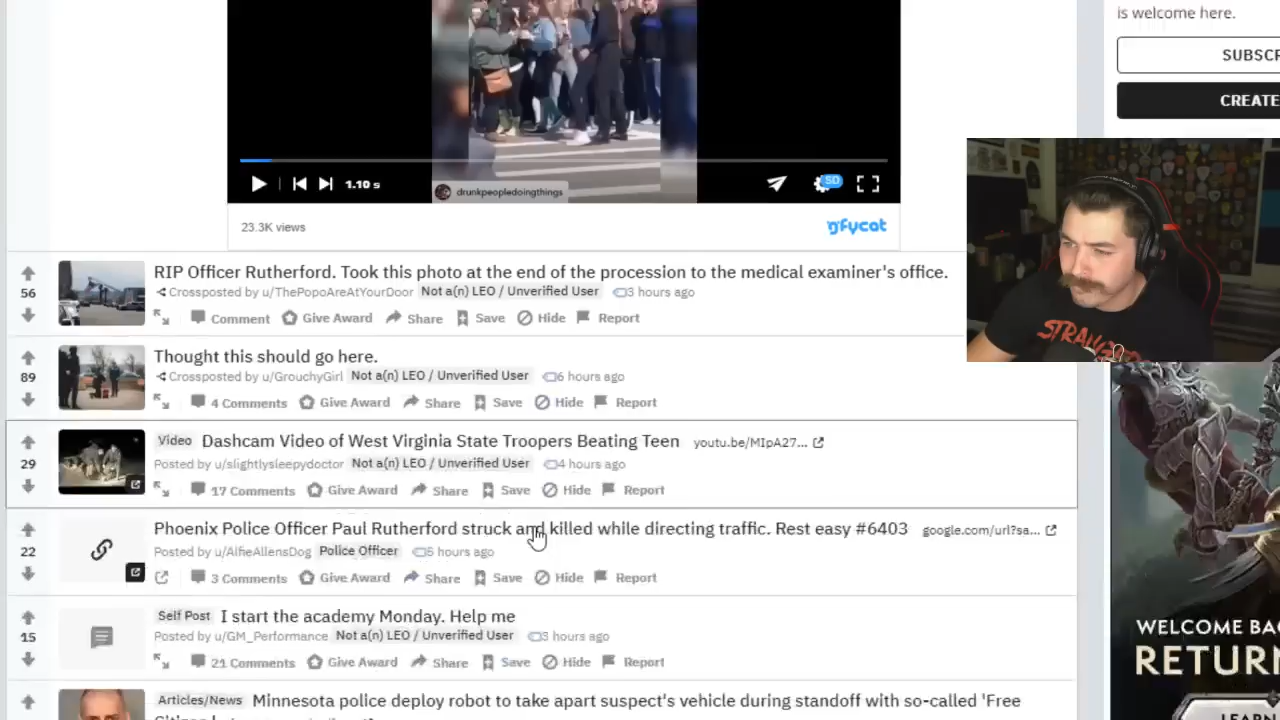 is welcome here.
SUBSCR
CREATE
1.10 s
SD
drunkpeopledoingthings
23.3K views
gfycat
56
RIP Officer Rutherford. Took this photo at the end of the procession to the medical examiner's office.
Crossposted by u/ThePopoAreAtYourDoor Not a(n) LEO / Unverified User 3 hours ago
Comment Give Award Share Save Hide Report
89
Thought this should go here.
Crossposted by u/GrouchyGirl Not a(n) LEO / Unverified User 6 hours ago
4 Comments Give Award Share Save Hide Report
29
Video Dashcam Video of West Virginia State Troopers Beating Teen youtu.be/MIpA27...
Posted by u/slightlysleepydoctor Not a(n) LEO / Unverified User 4 hours ago
17 Comments Give Award Share Save Hide Report
22
Phoenix Police Officer Paul Rutherford struck and killed while directing traffic. Rest easy #6403 google.com/url?sa...
Posted by u/AlfieAllensDog Police Officer 6 hours ago
3 Comments Give Award Share Save Hide Report
15
Self Post I start the academy Monday. Help me
Posted by u/GM_Performance Not a(n) LEO / Unverified User 3 hours ago
21 Comments Give Award Share Save Hide Report
Articles/News Minnesota police deploy robot to take apart suspect's vehicle during standoff with so-called 'Free
STRANG
WELCOME BA
RETUR
LEARN